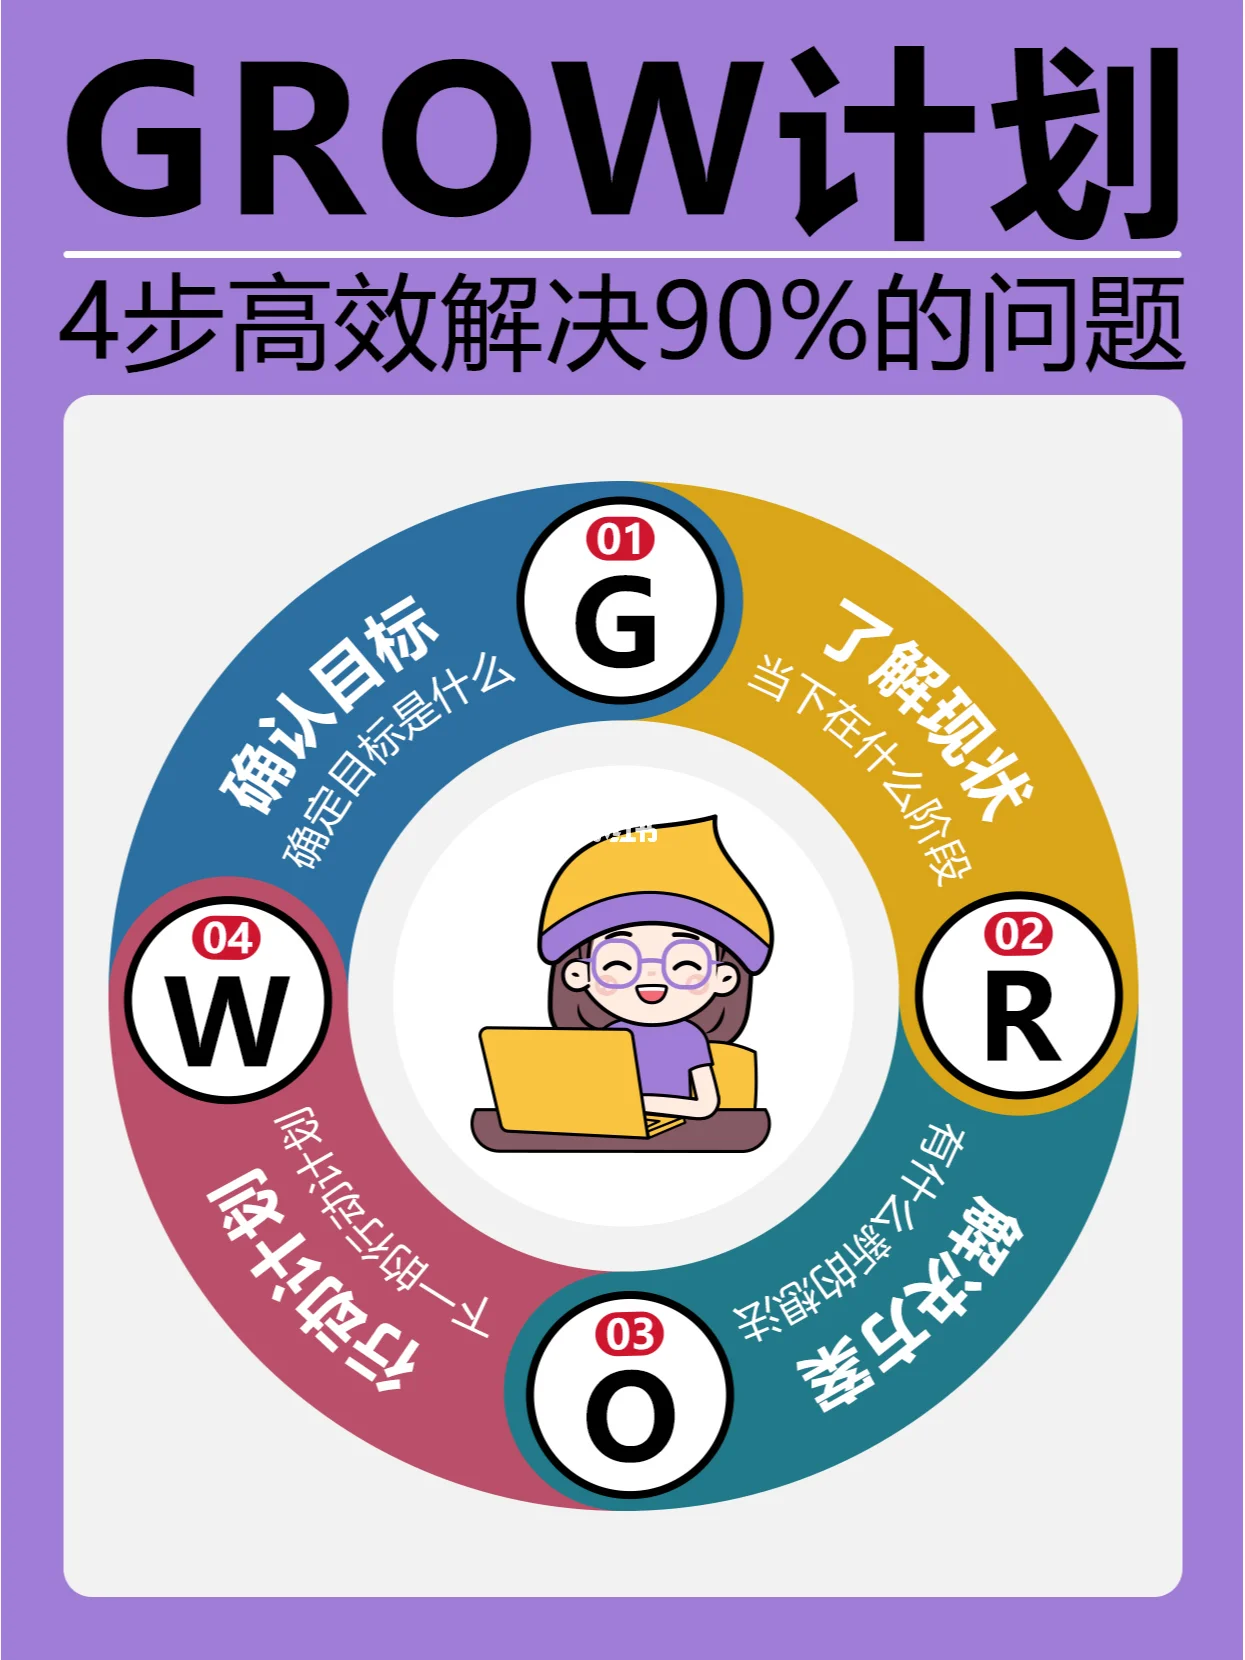 GROW计划
4步高效解决90%的问题
01
G
确认目标
确定目标是什么
02
R
了解现状
当下在什么阶段
03
O
解决方案
有什么新的想法
04
W
行动计划
下一的行动计划